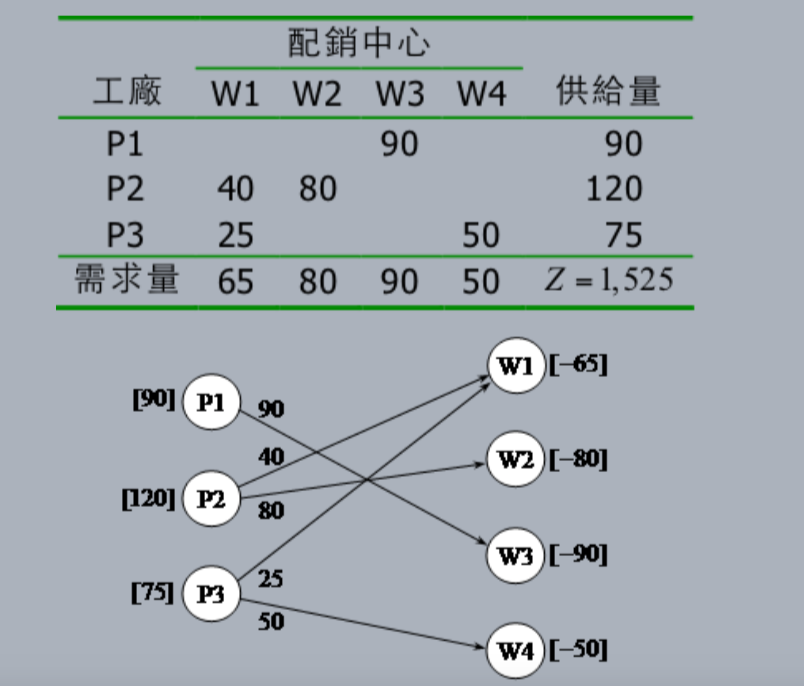 配銷中心
工廠 W1 W2 W3 W4 供給量
P1 90 90
P2 40 80 120
P3 25 50 75
需求量 65 80 90 50 Z = 1,525
W1 [−65]
[90] P1 90
40
W2 [−80]
[120] P2
80
W3 [−90]
25
[75] P3
50
W4 [−50]